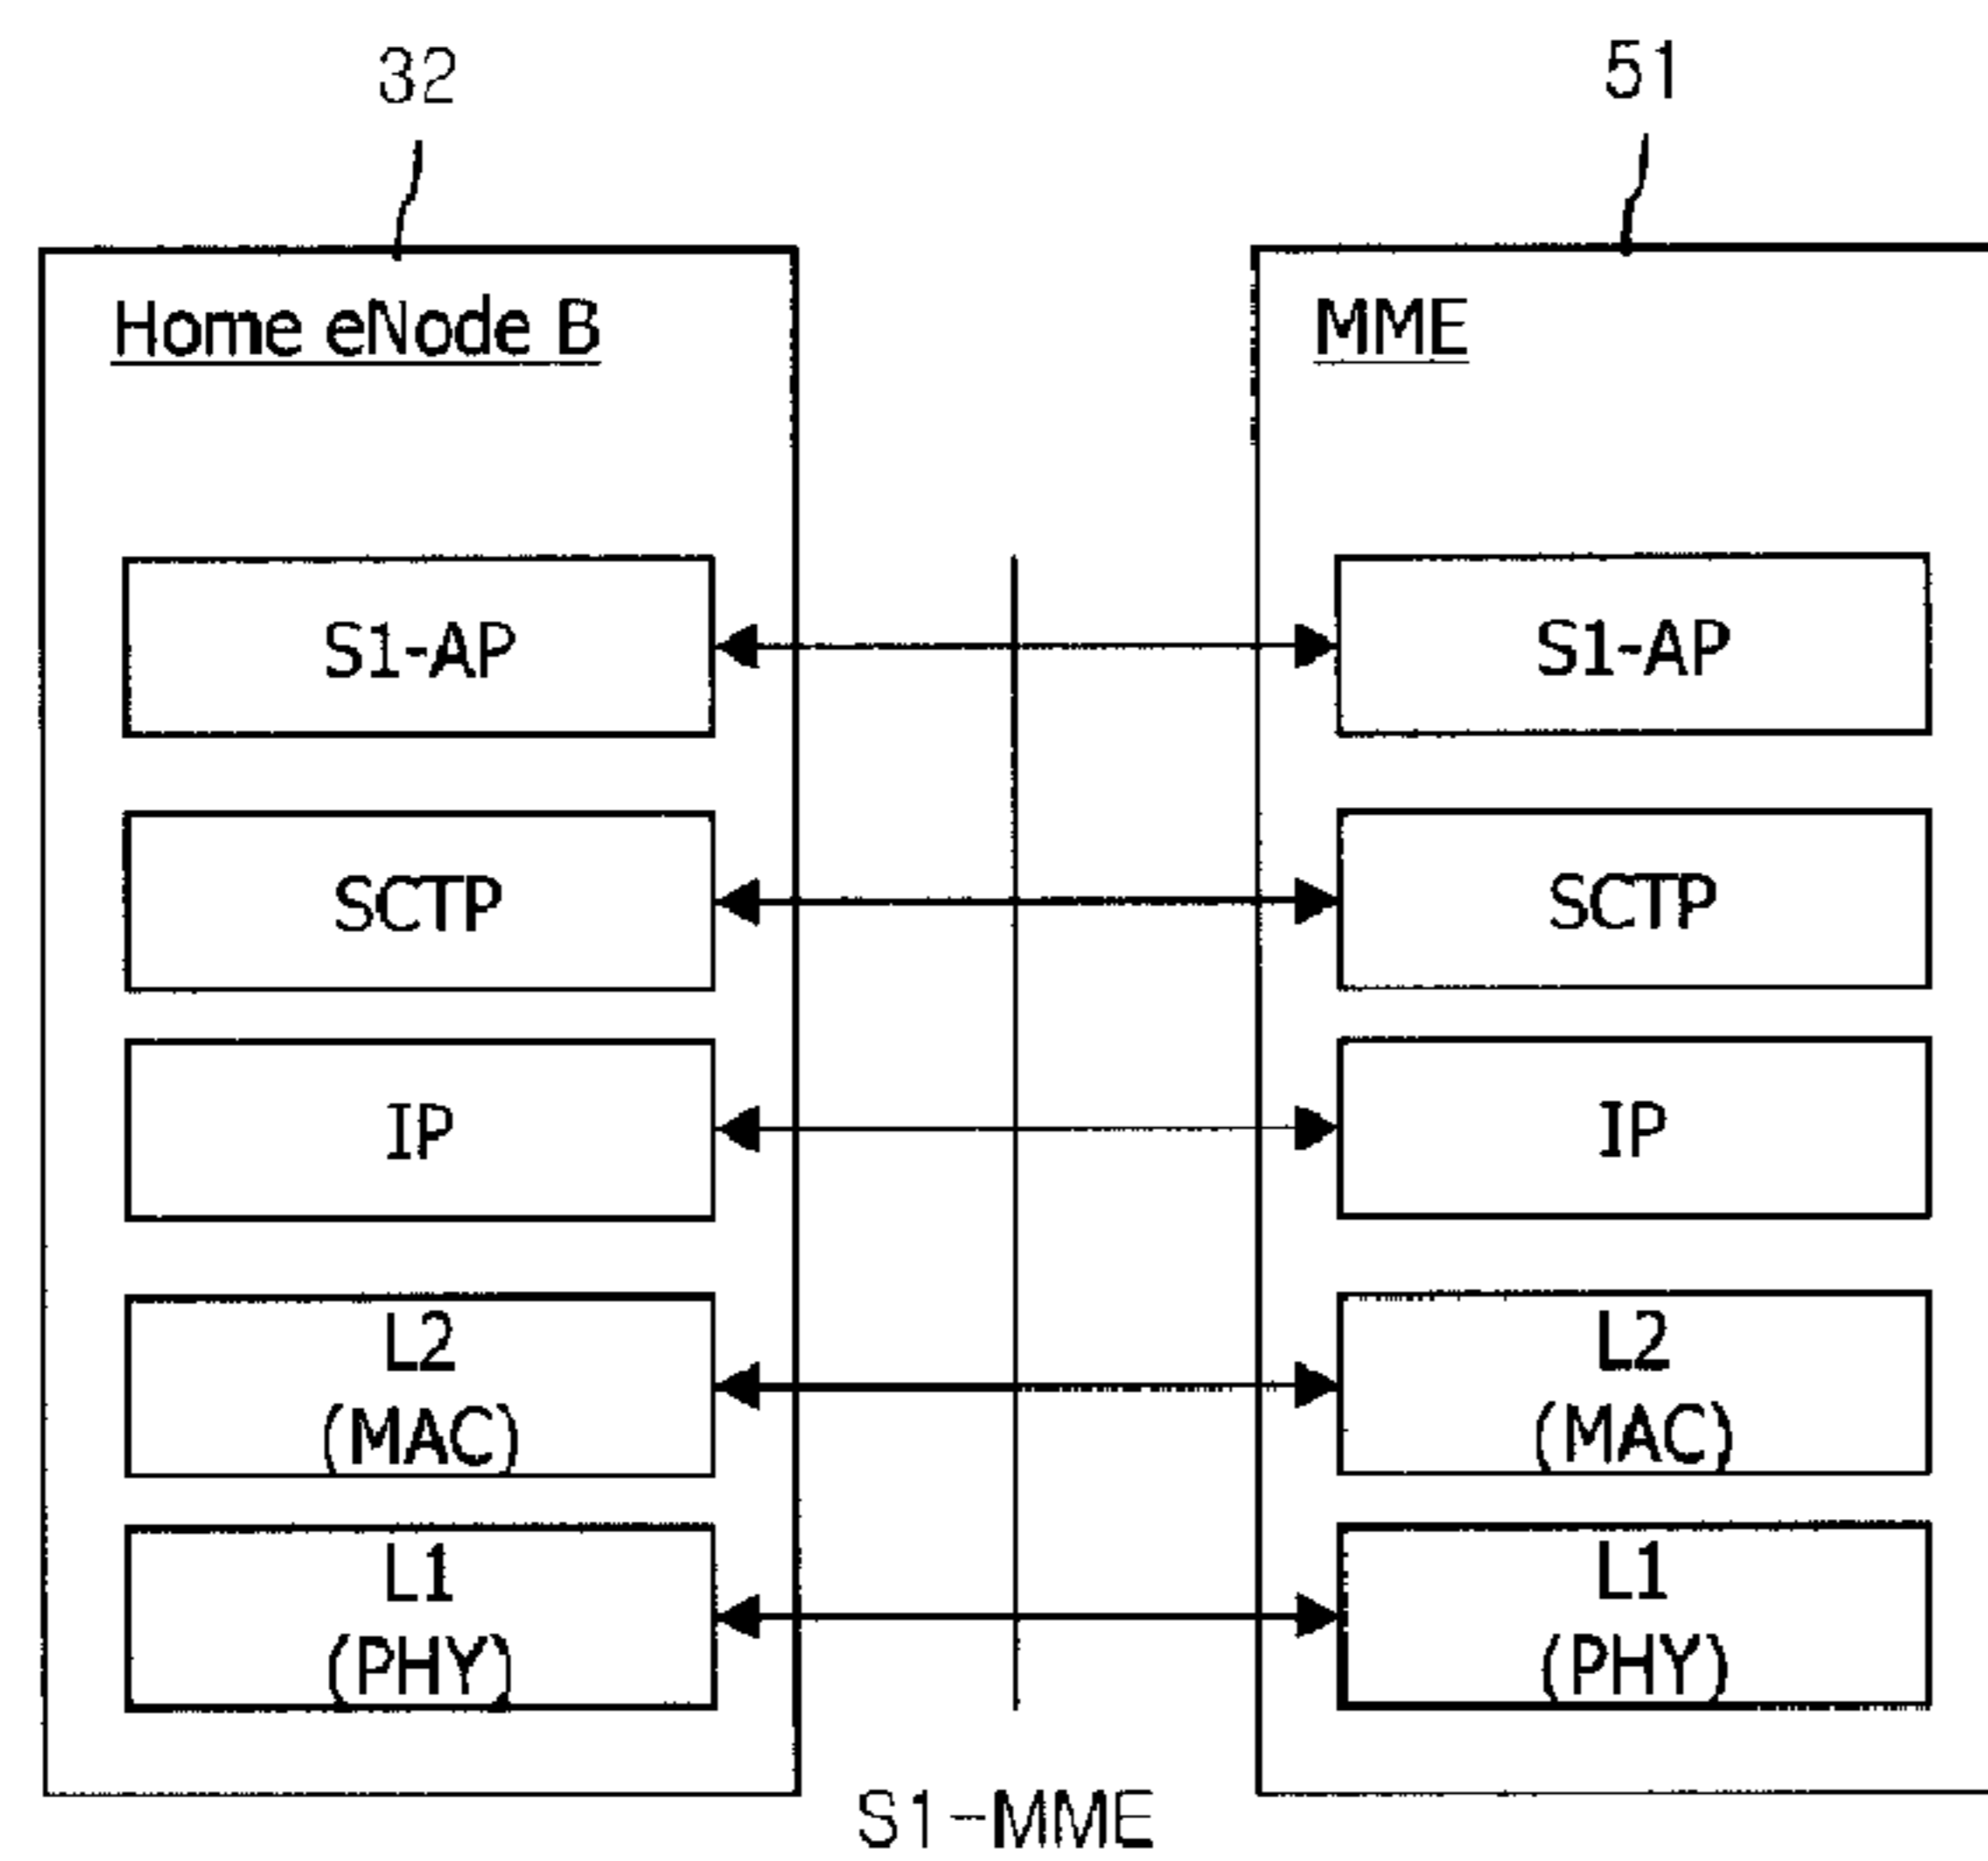 32
51
Home eNode B
MME
S1-AP
S1-AP
SCTP
SCTP
IP
IP
L2
(MAC)
L2
(MAC)
L1
(PHY)
L1
(PHY)
S1-MME